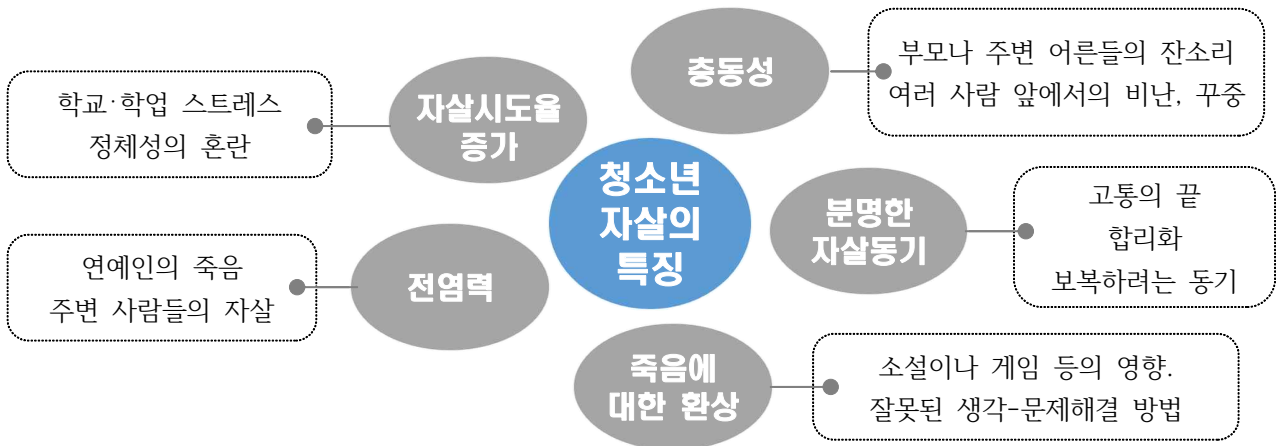 충동성
부모나 주변 어른들의 잔소리
여러 사람 앞에서의 비난, 꾸중
학교·학업 스트레스
정체성의 혼란
자살시도율
증가
청소년
자살의
특징
분명한
자살동기
고통의 끝
합리화
보복하려는 동기
연예인의 죽음
주변 사람들의 자살
전염력
죽음에
대한 환상
소설이나 게임 등의 영향.
잘못된 생각-문제해결 방법